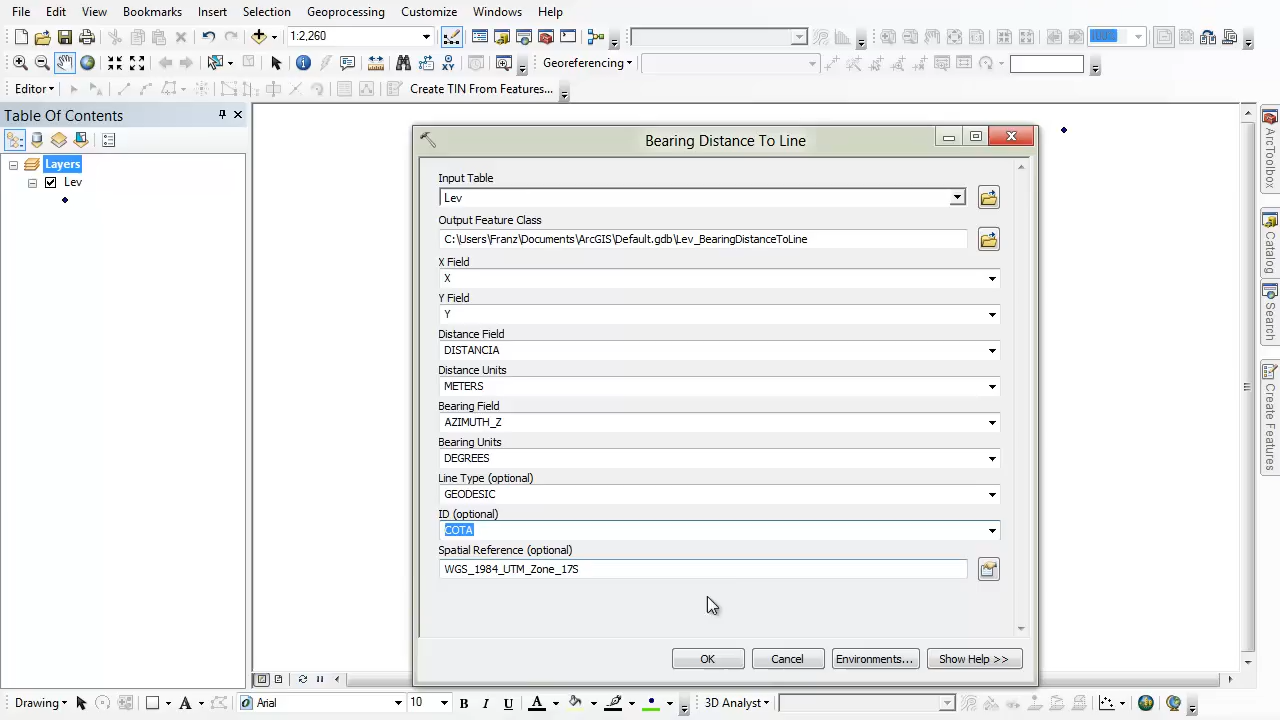 File Edit View Bookmarks Insert Selection Geoprocessing Customize Windows Help
1:2,260
100%
Georeferencing
Editor Create TIN From Features...
Table Of Contents
Layers
Lev
Bearing Distance To Line
Input Table
Lev
Output Feature Class
C:\Users\Franz\Documents\ArcGIS\Default.gdb\Lev_BearingDistanceToLine
X Field
X
Y Field
Y
Distance Field
DISTANCIA
Distance Units
METERS
Bearing Field
AZIMUTH_Z
Bearing Units
DEGREES
Line Type (optional)
GEODESIC
ID (optional)
COTA
Spatial Reference (optional)
WGS_1984_UTM_Zone_17S
OK Cancel Environments... Show Help >>
ArcToolbox
Catalog
Search
Create Features
Drawing A Arial 10 B I U A 3D Analyst